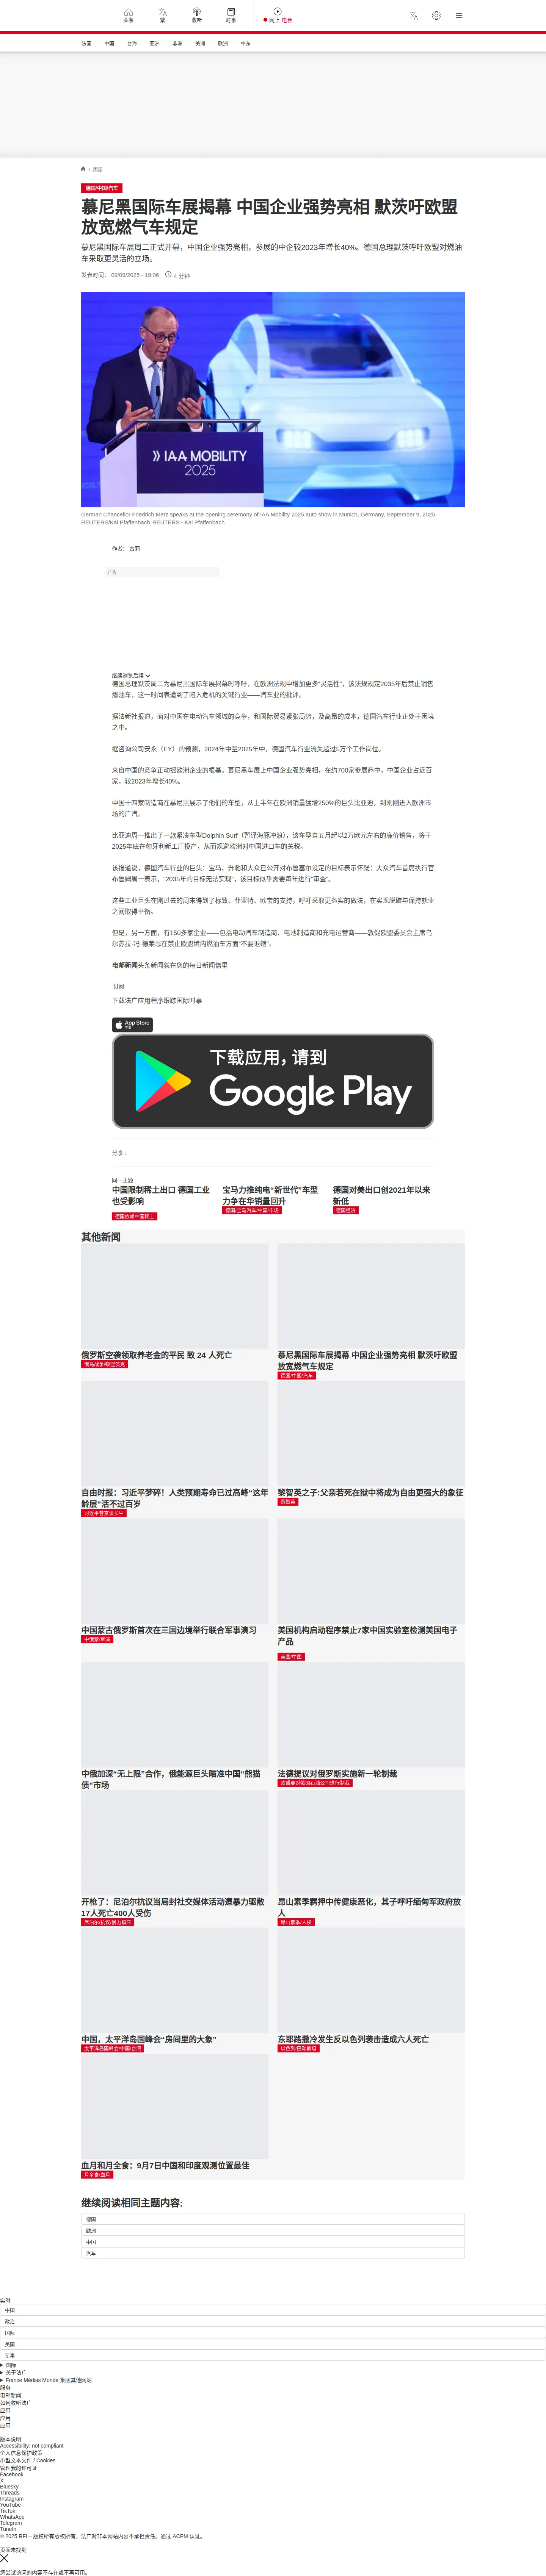 头条
繁
收听
时事
网上 电台
法国
中国
台海
亚洲
非洲
美洲
欧洲
中东
/ 国际
德国/中国/汽车
慕尼黑国际车展揭幕 中国企业强势亮相 默茨吁欧盟
放宽燃气车规定
慕尼黑国际车展周二正式开幕，中国企业强势亮相，参展的中企较2023年增长40%。德国总理默茨呼吁欧盟对燃油
车采取更灵活的立场。
发表时间： 09/09/2025 - 19:06
4 分钟
IAA MOBILITY
2025
German Chancellor Friedrich Merz speaks at the opening ceremony of IAA Mobility 2025 auto show in Munich, Germany, September 9, 2025.
REUTERS/Kai Pfaffenbach REUTERS - Kai Pfaffenbach
作者： 古莉
广告
继续浏览后续
德国总理默茨周二为慕尼黑国际车展揭幕时呼吁，在欧洲法规中增加更多“灵活性”，该法规规定2035年后禁止销售
燃油车，这一时间表遭到了陷入危机的关键行业——汽车业的批评。
据法新社报道，面对中国在电动汽车领域的竞争，和国际贸易紧张局势，及高昂的成本，德国汽车行业正处于困境
之中。
据咨询公司安永（EY）的预测，2024年中至2025年中，德国汽车行业流失超过5万个工作岗位。
来自中国的竞争正动摇欧洲企业的根基。慕尼黑车展上中国企业强势亮相，在约700家参展商中，中国企业占近百
家，较2023年增长40%。
中国十四家制造商在慕尼黑展示了他们的车型，从上半年在欧洲销量猛增250%的巨头比亚迪，到刚刚进入欧洲市
场的广汽。
比亚迪周一推出了一款紧凑车型Dolphin Surf（暂译海豚冲浪），该车型自五月起以2万欧元左右的廉价销售，将于
2025年底在匈牙利新工厂投产，从而规避欧洲对中国进口车的关税。
该报道说，德国汽车行业的巨头：宝马、奔驰和大众已公开对布鲁塞尔设定的目标表示怀疑：大众汽车首席执行官
布鲁姆周一表示，“2035年的目标无法实现”，该目标似乎需要每年进行“审查”。
这些工业巨头在刚过去的周末得到了标致、菲亚特、欧宝的支持，呼吁采取更务实的做法，在实现脱碳与保持就业
之间取得平衡。
但是，另一方面，有150多家企业——包括电动汽车制造商、电池制造商和充电运营商——敦促欧盟委员会主席乌
尔苏拉·冯·德莱恩在禁止欧盟境内燃油车方面“不要退缩”。
电邮新闻头条新闻就在您的每日新闻信里
订阅
下载法广应用程序跟踪国际时事
App Store
下载应用，请到
Google Play
分享 :
同一主题
中国限制稀土出口 德国工业
也受影响
德国依赖中国稀土
宝马力推纯电“新世代”车型
力争在华销量回升
德国/宝马汽车/中国/市场
德国对美出口创2021年以来
新低
德国经济
其他新闻
俄罗斯空袭领取养老金的平民 致 24 人死亡
俄乌战争/顿涅茨克
慕尼黑国际车展揭幕 中国企业强势亮相 默茨吁欧盟
放宽燃气车规定
德国/中国/汽车
自由时报：习近平梦碎！人类预期寿命已过高峰“这年
龄层”活不过百岁
习近平普京谈长生
黎智英之子:父亲若死在狱中将成为自由更强大的象征
黎智英
中国蒙古俄罗斯首次在三国边境举行联合军事演习
中俄蒙/军演
美国机构启动程序禁止7家中国实验室检测美国电子
产品
美国/中国
中俄加深“无上限”合作，俄能源巨头瞄准中国“熊猫
债”市场
法德提议对俄罗斯实施新一轮制裁
欧盟要对俄国石油公司进行制裁
开枪了：尼泊尔抗议当局封社交媒体活动遭暴力驱散
17人死亡400人受伤
尼泊尔/抗议/暴力镇压
昂山素季羁押中传健康恶化，其子呼吁缅甸军政府放
人
昂山素季/人权
中国，太平洋岛国峰会“房间里的大象”
太平洋岛国峰会/中国/台湾
东耶路撒冷发生反以色列袭击造成六人死亡
以色列/巴勒斯坦
血月和月全食：9月7日中国和印度观测位置最佳
月全食/血月
继续阅读相同主题内容:
德国
欧洲
中国
汽车
实时
中国
政治
国际
美国
军事
国际
关于法广
France Médias Monde 集团其他网站
服务
电邮新闻
如何收听法广
应用
应用
应用
版本说明
Accessibility: not compliant
个人信息保护政策
小型文本文件 / Cookies
管理我的许可证
Facebook
X
Bluesky
Threads
Instagram
YouTube
TikTok
WhatsApp
Telegram
TuneIn
© 2025 RFI – 版权所有版权所有。法广对非本网站内容不承担责任。通过 ACPM 认证。
页面未找到
您尝试访问的内容不存在或不再可用。